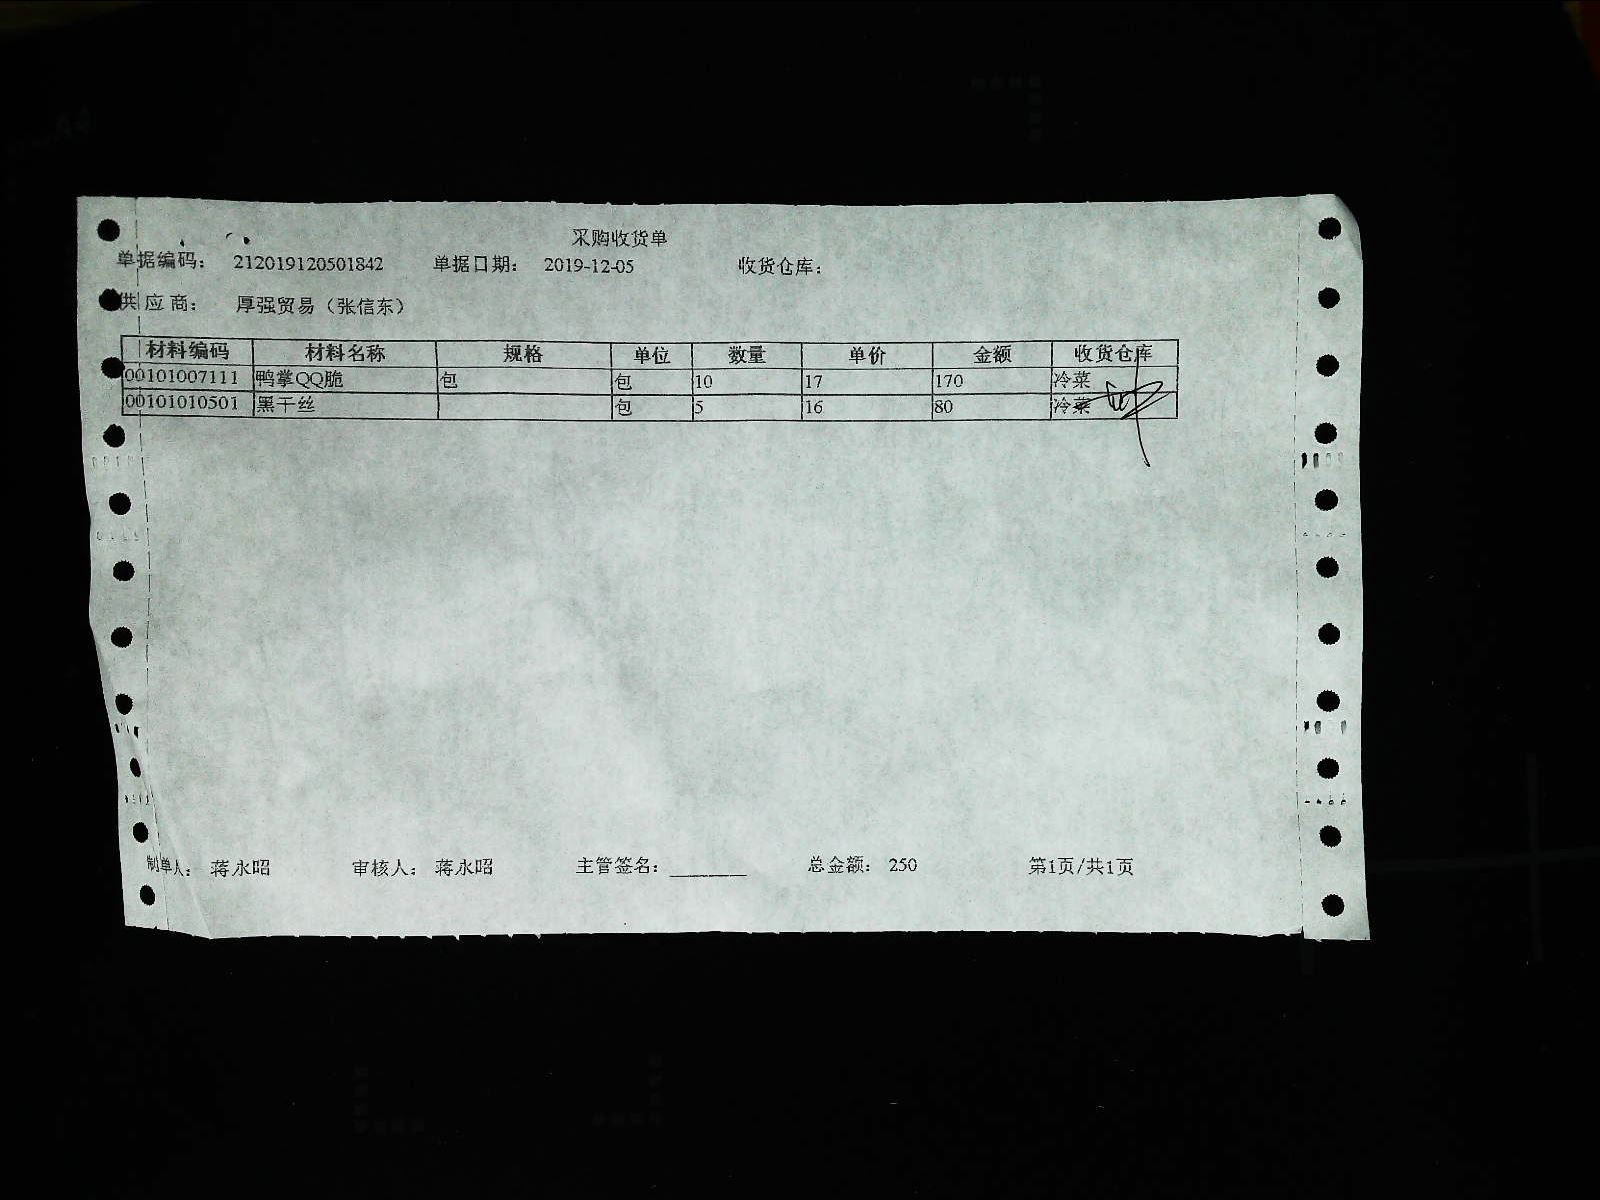 采购收货单
单据编码： 212019120501842 单据日期： 2019-12-05 收货仓库：
供应商： 厚强贸易（张信东）
材料编码 材料名称 规格 单位 数量 单价 金额 收货仓库
00101007111 鸭掌QQ脆 包 包 10 17 170 冷菜
00101010501 黑干丝 包 5 16 80 冷菜
制单人： 蒋永昭 审核人： 蒋永昭 主管签名：________ 总金额： 250 第1页/共1页